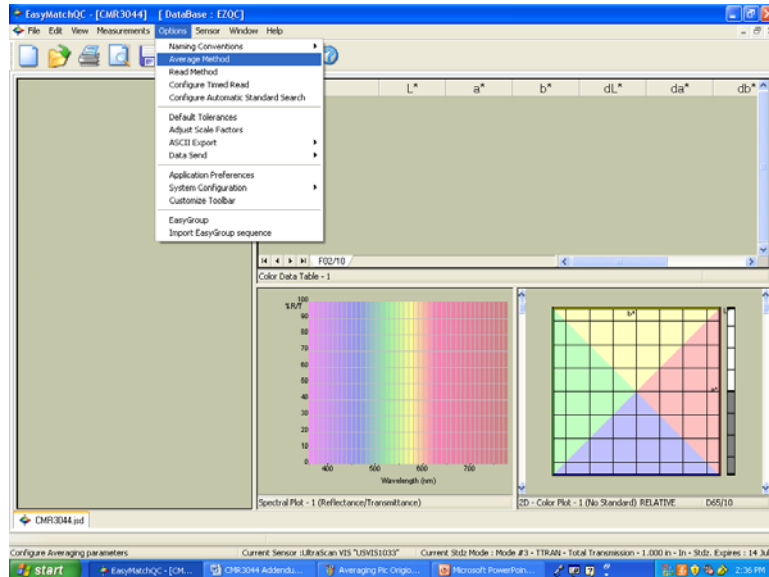 EasyMatchQC - [CMR3044] [ DataBase : EZQC]
File Edit View Measurements Options Sensor Window Help
Naming Conventions
Average Method
Read Method
Configure Timed Read
Configure Automatic Standard Search
Default Tolerances
Adjust Scale Factors
ASCII Export
Data Send
Application Preferences
System Configuration
Customize Toolbar
EasyGroup
Import EasyGroup sequence
L* a* b* dL* da* db*
F02/10
Color Data Table - 1
% R/T
100
90
80
70
60
50
40
30
20
10
0
400 500 600 700
Wavelength (nm)
Spectral Plot - 1 (Reflectance/Transmittance)
b*
L
a*
2D - Color Plot - 1 (No Standard) RELATIVE D65/10
CMR3044.jsd
Configure Averaging parameters Current Sensor :UltraScan VIS "USVIS1033" Current Stdz Mode : Mode #3 - TTRAN - Total Transmission - 1.000 in - In - Stdz. Expires : 14 Jul
start EasyMatchQC - [CM... CMR3044 Addendu... Averaging Pic Origio... Microsoft PowerPoin... 2:36 PM